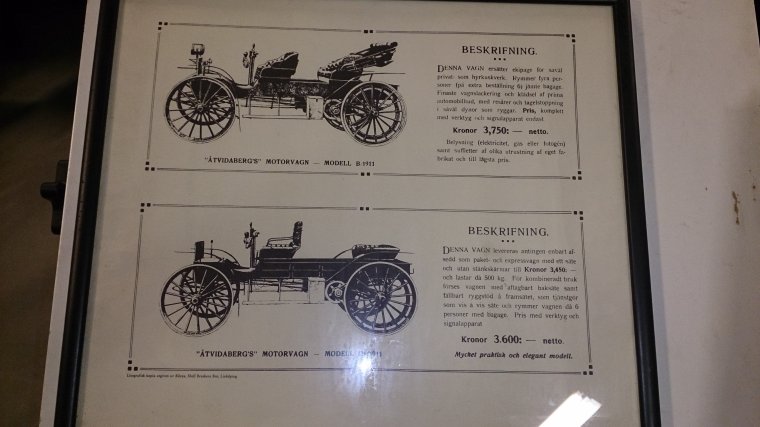 BESKRIFNING.
DENNA VAGN ersätter ekipage för såväl
privat- som hyrkuskverk. Rymmer fyra per-
soner (på extra beställning 6) jämte bagage.
Finaste vagnslackering och klädsel af prima
automobilhud, med resårer och tagelstoppning
i såväl dynor som ryggar. Pris, komplett
med verktyg och signalapparat endast
Kronor 3,750: — netto.
Belysning (elektricitet, gas eller fotogén)
samt suffletter af olika utrustning af eget fa-
brikat och till lägsta pris.
"ÅTVIDABERG'S" MOTORVAGN — MODELL B-1911
BESKRIFNING.
DENNA VAGN levereras antingen enbart af-
sedd som paket- och expressvagn med ett säte
och utan stänkskärmar till Kronor 3,450: —
och lastar då 500 kg. För kombineradt bruk
förses vagnen med aftagbart baksäte samt
fällbart ryggstöd å framsätet, som tjänstgör
som vis à vis säte och rymmer vagnen då 6
personer med bagage. Pris med verktyg och
signalapparat
Kronor 3.600: — netto.
Mycket praktisk och elegant modell.
"ÅTVIDABERG'S" MOTORVAGN — MODELL